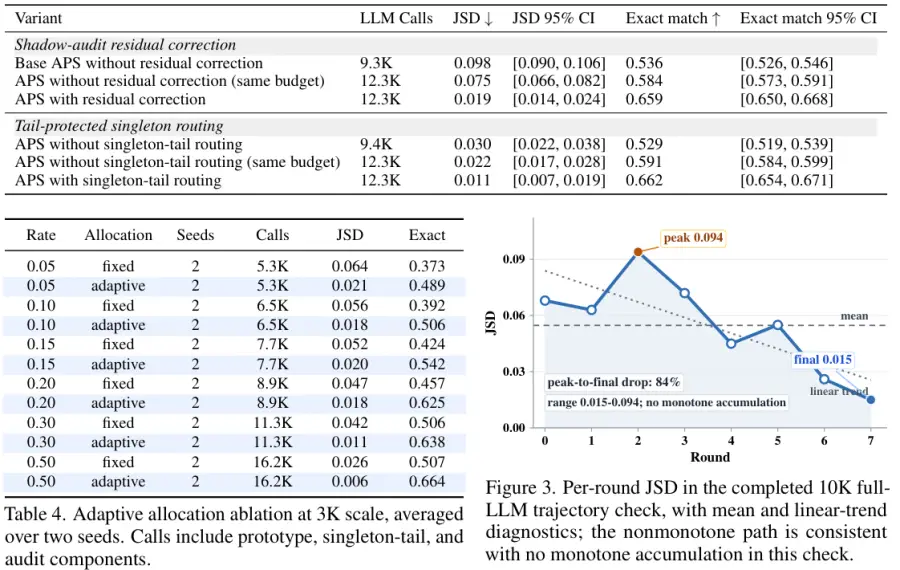 Variant LLM Calls JSD ↓ JSD 95% CI Exact match ↑ Exact match 95% CI
Shadow-audit residual correction
Base APS without residual correction 9.3K 0.098 [0.090, 0.106] 0.536 [0.526, 0.546]
APS without residual correction (same budget) 12.3K 0.075 [0.066, 0.082] 0.584 [0.573, 0.591]
APS with residual correction 12.3K 0.019 [0.014, 0.024] 0.659 [0.650, 0.668]
Tail-protected singleton routing
APS without singleton-tail routing 9.4K 0.030 [0.022, 0.038] 0.529 [0.519, 0.539]
APS without singleton-tail routing (same budget) 12.3K 0.022 [0.017, 0.028] 0.591 [0.584, 0.599]
APS with singleton-tail routing 12.3K 0.011 [0.007, 0.019] 0.662 [0.654, 0.671]
Rate Allocation Seeds Calls JSD Exact
0.05 fixed 2 5.3K 0.064 0.373
0.05 adaptive 2 5.3K 0.021 0.489
0.10 fixed 2 6.5K 0.056 0.392
0.10 adaptive 2 6.5K 0.018 0.506
0.15 fixed 2 7.7K 0.052 0.424
0.15 adaptive 2 7.7K 0.020 0.542
0.20 fixed 2 8.9K 0.047 0.457
0.20 adaptive 2 8.9K 0.018 0.625
0.30 fixed 2 11.3K 0.042 0.506
0.30 adaptive 2 11.3K 0.011 0.638
0.50 fixed 2 16.2K 0.026 0.507
0.50 adaptive 2 16.2K 0.006 0.664
Table 4. Adaptive allocation ablation at 3K scale, averaged
over two seeds. Calls include prototype, singleton-tail, and
audit components.
peak 0.094
0.09
0.06
0.03
0.00
JSD
mean
final 0.015
linear trend
peak-to-final drop: 84%
range 0.015-0.094; no monotone accumulation
0 1 2 3 4 5 6 7
Round
Figure 3. Per-round JSD in the completed 10K full-
LLM trajectory check, with mean and linear-trend
diagnostics; the nonmonotone path is consistent
with no monotone accumulation in this check.